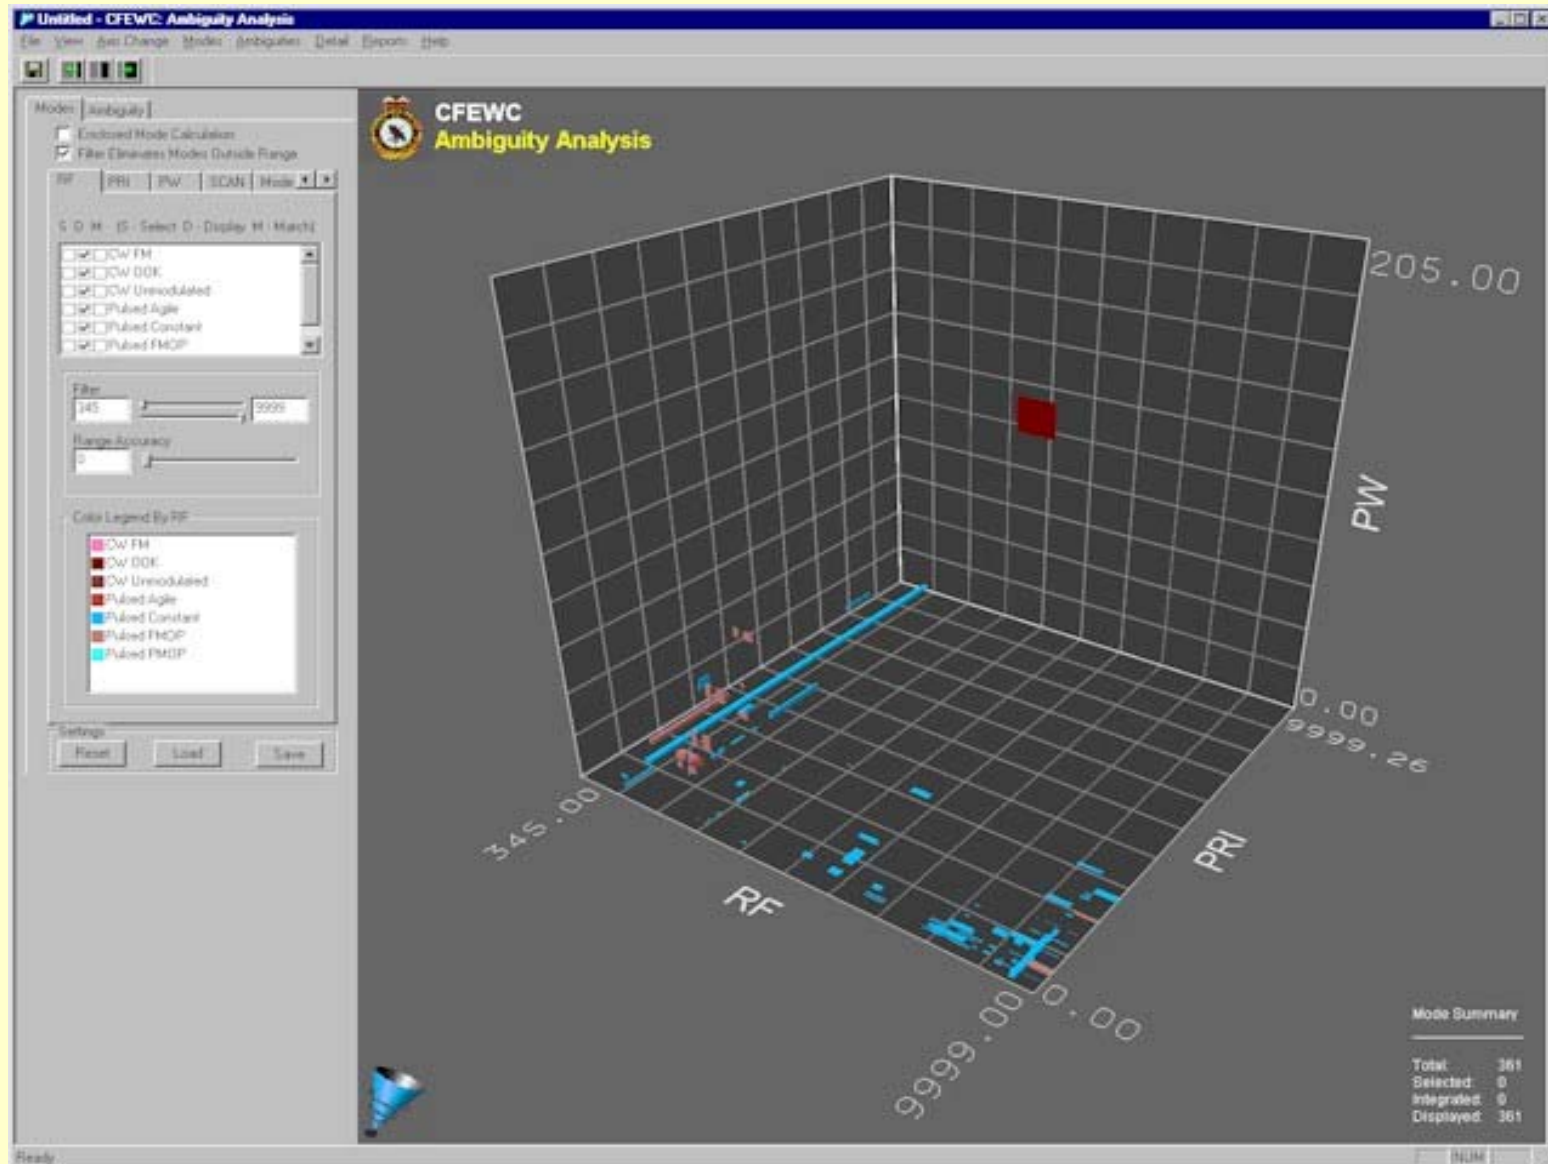 Untitled - CFEWC: Ambiguity Analysis
File View Axis Change Modes Ambiguities Detail Reports Help
Modes Ambiguity
Enclosed Mode Calculation
Filter Eliminates Modes Outside Range
RF PRI PW SCAN Mode
S D M (S - Select D - Display M - Match)
CW FM
CW OOK
CW Unmodulated
Pulsed Agile
Pulsed Constant
Pulsed FMOP
Filter
345 9999
Range Accuracy
0
Color Legend By RF
CW FM
CW OOK
CW Unmodulated
Pulsed Agile
Pulsed Constant
Pulsed FMOP
Pulsed PMOP
Settings
Reset Load Save
CFEWC
Ambiguity Analysis
205.00
PW
0.00
9999.26
PRI
345.00
RF
9999.00
0.00
Mode Summary
Total: 361
Selected: 0
Integrated: 0
Displayed: 361
Ready
NUM